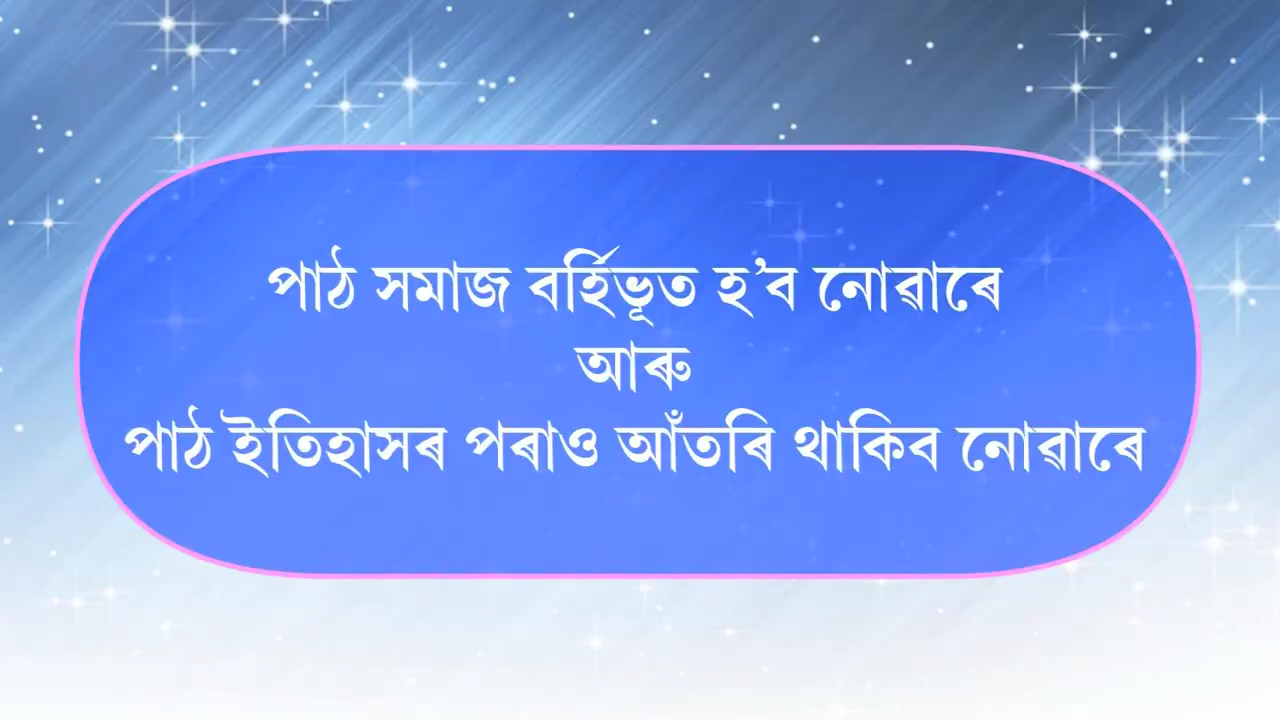 পাঠ সমাজ বৰ্হিভূত হ’ব নোৱাৰে
আৰু
পাঠ ইতিহাসৰ পৰাও আঁতৰি থাকিব নোৱাৰে